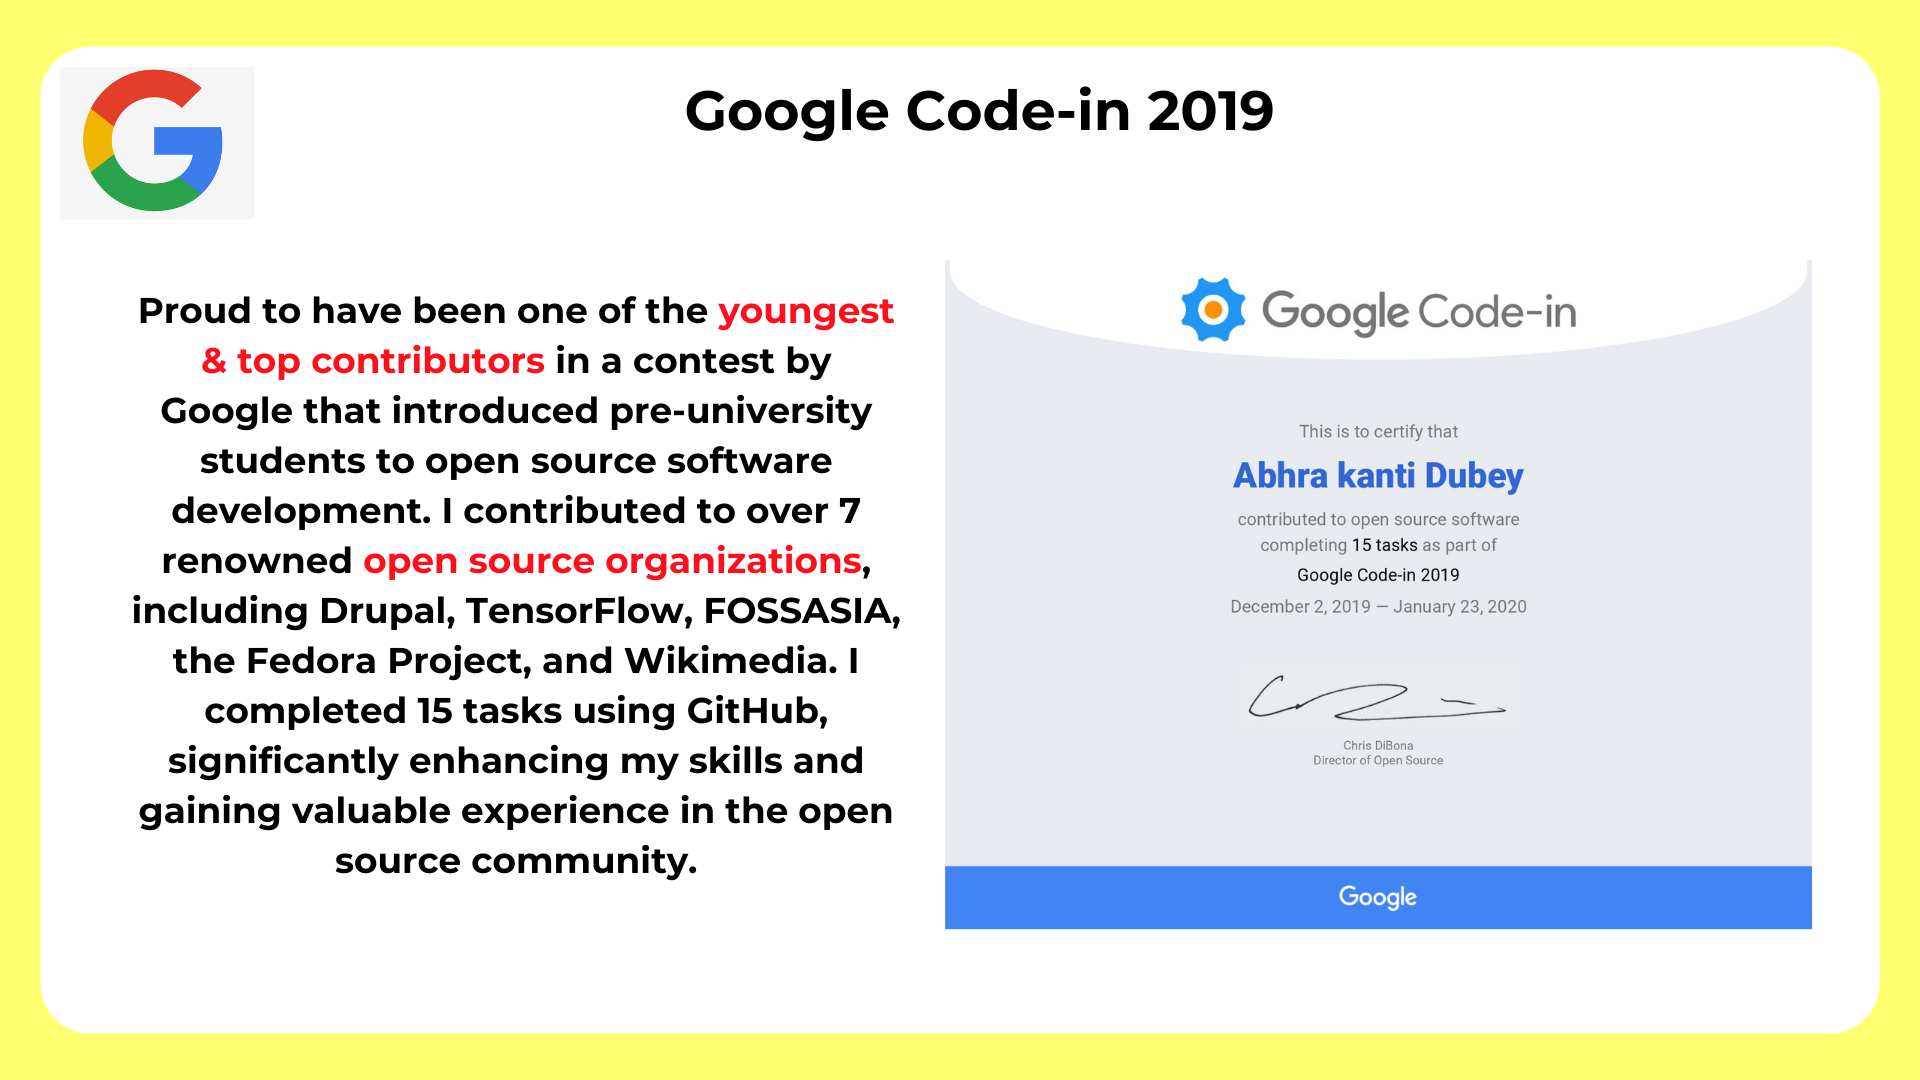 Google Code-in 2019
Proud to have been one of the youngest
& top contributors in a contest by
Google that introduced pre-university
students to open source software
development. I contributed to over 7
renowned open source organizations,
including Drupal, TensorFlow, FOSSASIA,
the Fedora Project, and Wikimedia. I
completed 15 tasks using GitHub,
significantly enhancing my skills and
gaining valuable experience in the open
source community.
Google Code-in
This is to certify that
Abhra kanti Dubey
contributed to open source software
completing 15 tasks as part of
Google Code-in 2019
December 2, 2019 — January 23, 2020
Chris DiBona
Director of Open Source
Google